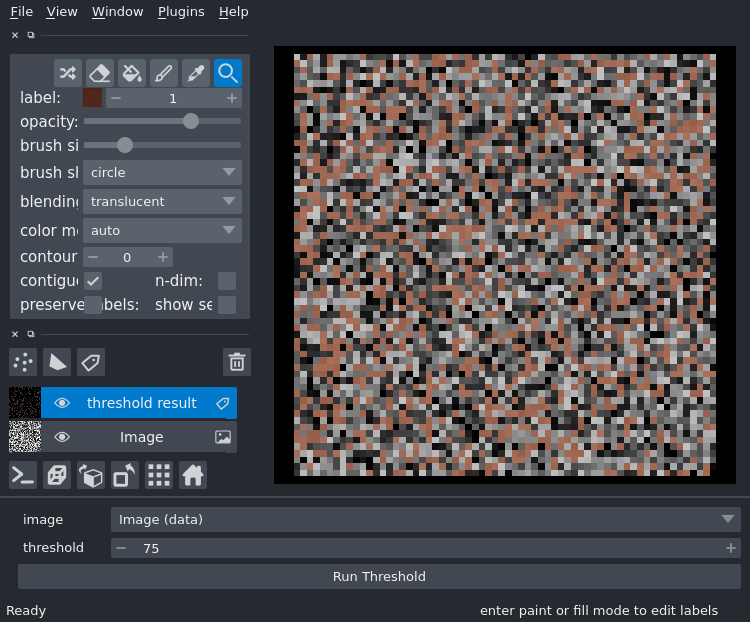 File View Window Plugins Help
label: 1
opacity:
brush si
brush sl circle
blending translucent
color m auto
contour 0
contigu n-dim:
preserve bels: show se
threshold result
Image
image Image (data)
threshold 75
Run Threshold
Ready enter paint or fill mode to edit labels